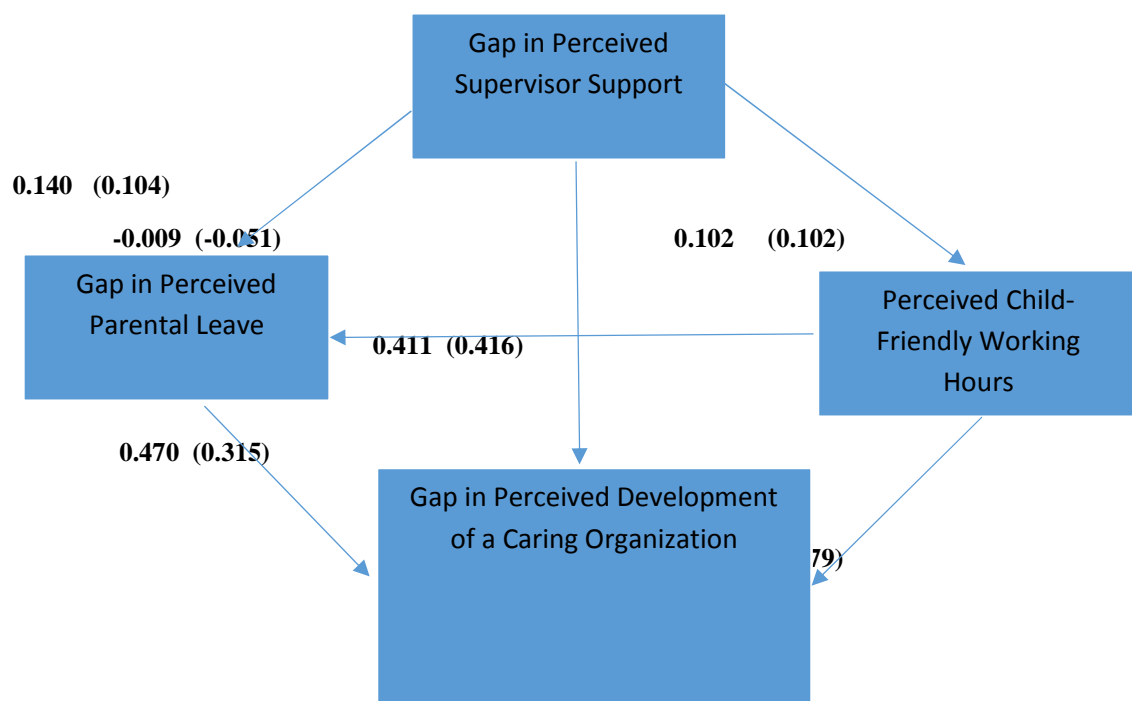 Gap in Perceived
Supervisor Support
0.140 (0.104)
-0.009 (-0.051)
0.102 (0.102)
Gap in Perceived
Parental Leave
Perceived Child-
Friendly Working
Hours
0.411 (0.416)
0.470 (0.315)
Gap in Perceived Development
of a Caring Organization
79)